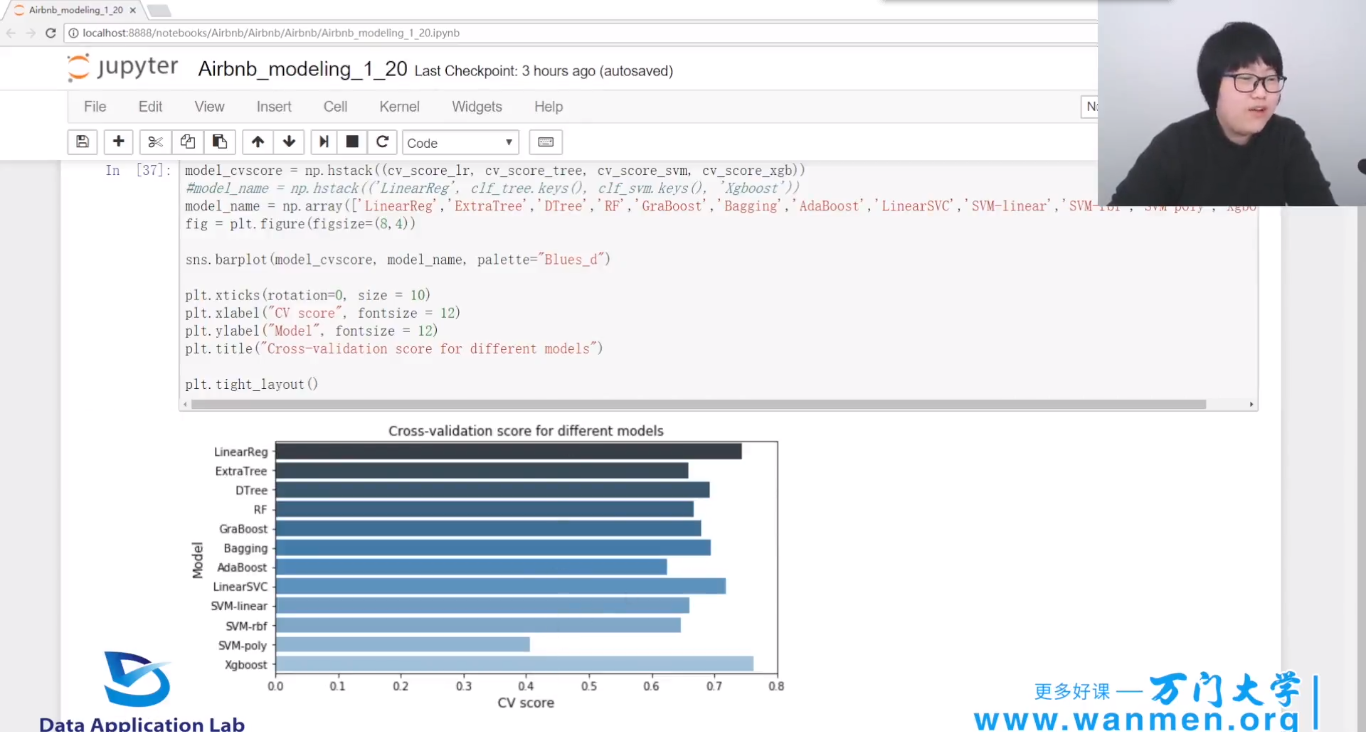 Airbnb_modeling_1_20
localhost:8888/notebooks/Airbnb/Airbnb/Airbnb/Airbnb_modeling_1_20.ipynb
jupyter Airbnb_modeling_1_20 Last Checkpoint: 3 hours ago (autosaved)
File Edit View Insert Cell Kernel Widgets Help
Code
In [37]: model_cvscore = np.hstack((cv_score_lr, cv_score_tree, cv_score_svm, cv_score_xgb))
#model_name = np.hstack(('LinearReg', clf_tree.keys(), clf_svm.keys(), 'Xgboost'))
model_name = np.array(['LinearReg','ExtraTree','DTree','RF','GraBoost','Bagging','AdaBoost','LinearSVC','SVM-linear',
fig = plt.figure(figsize=(8,4))
sns.barplot(model_cvscore, model_name, palette="Blues_d")
plt.xticks(rotation=0, size = 10)
plt.xlabel("CV score", fontsize = 12)
plt.ylabel("Model", fontsize = 12)
plt.title("Cross-validation score for different models")
plt.tight_layout()
Cross-validation score for different models
LinearReg
ExtraTree
DTree
RF
GraBoost
Bagging
AdaBoost
LinearSVC
SVM-linear
SVM-rbf
SVM-poly
Xgboost
Model
0.0 0.1 0.2 0.3 0.4 0.5 0.6 0.7 0.8
CV score
Data Application Lab
更多好课 — 万门大学
www.wanmen.org